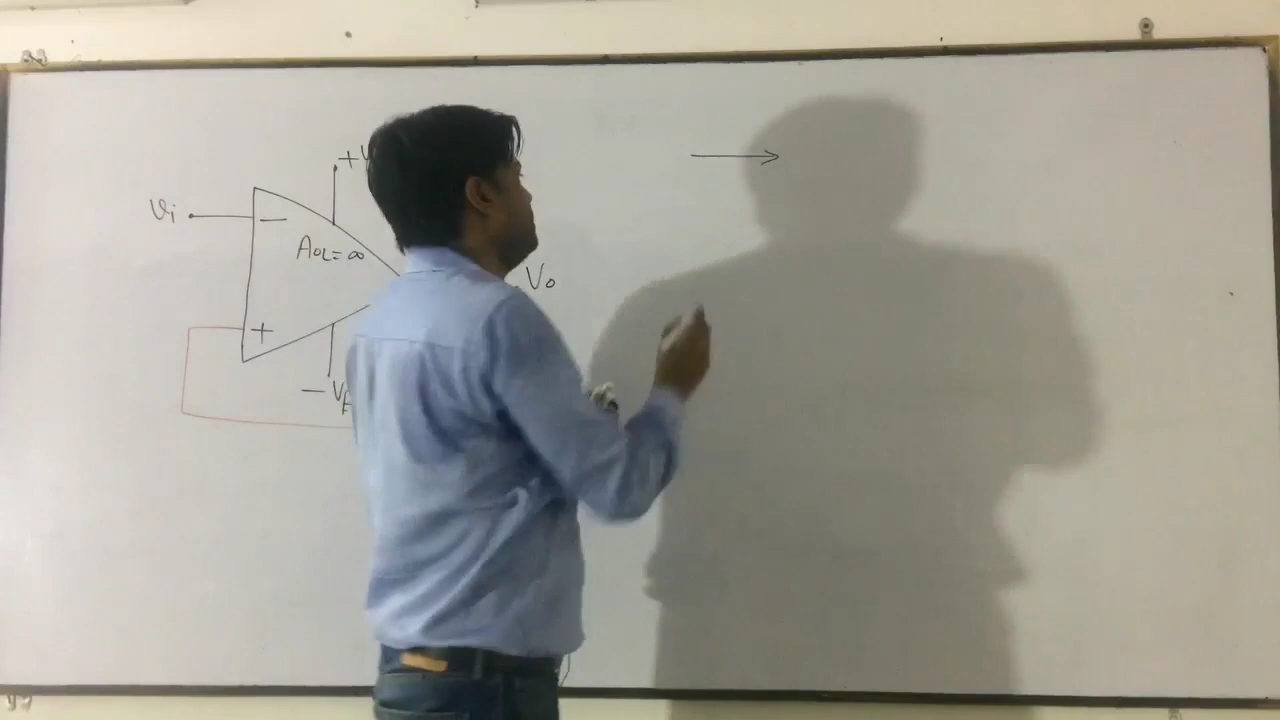 Vi
−
AOL = ∞
+
Vo